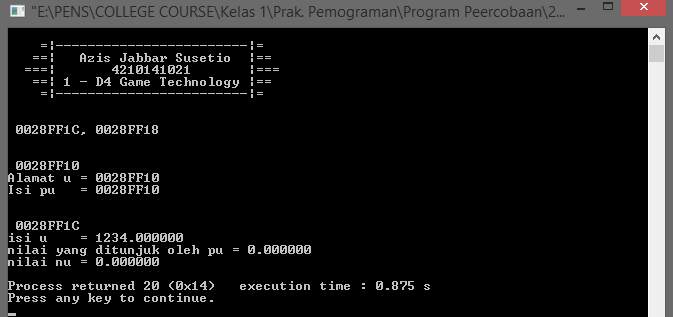 "E:\PENS\COLLEGE COURSE\Kelas 1\Prak. Pemograman\Program Peercobaan\2...
=¦------------------------¦=
==¦ Azis Jabbar Susetio ¦==
===¦ 4210141021 ¦===
==¦ 1 - D4 Game Technology ¦==
=¦------------------------¦=
0028FF1C, 0028FF18
0028FF10
Alamat u = 0028FF10
Isi pu = 0028FF10
0028FF1C
isi u = 1234.000000
nilai yang ditunjuk oleh pu = 0.000000
nilai nu = 0.000000
Process returned 20 (0x14) execution time : 0.875 s
Press any key to continue.